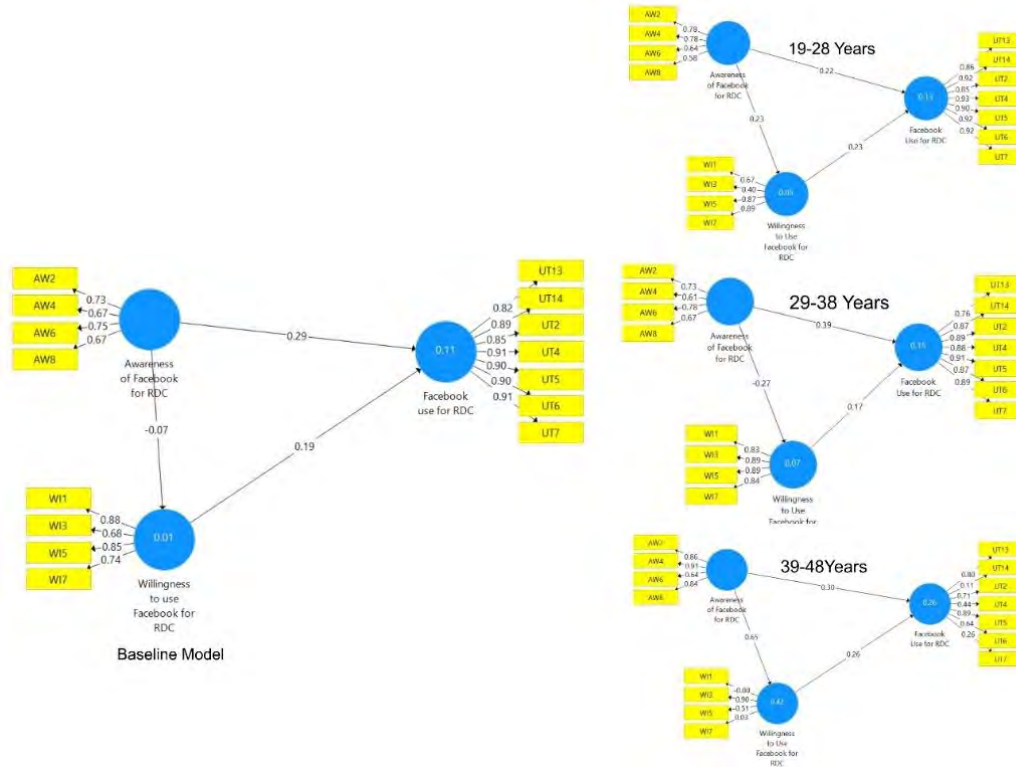 AW2
AW4
AW6
AW8
0.73
0.67
0.75
0.67
Awareness
of Facebook
for RDC
0.29
-0.07
0.19
0.11
Facebook
use for RDC
0.82
0.89
0.85
0.91
0.90
0.90
0.91
UT13
UT14
UT2
UT4
UT5
UT6
UT7
WI1
WI3
WI5
WI7
0.88
0.68
0.85
0.74
0.01
Willingness
to use
Facebook for
RDC
Baseline Model
19-28 Years
AW2
AW4
AW6
AW8
0.78
0.78
0.64
0.58
Awareness
of Facebook
for RDC
0.22
0.23
0.23
0.13
Facebook
Use for RDC
0.86
0.92
0.85
0.93
0.90
0.92
0.92
UT13
UT14
UT2
UT4
UT5
UT6
UT7
WI1
WI3
WI5
WI7
0.67
0.40
0.87
0.89
Willingness
to Use
Facebook for
RDC
29-38 Years
AW2
AW4
AW6
AW8
0.73
0.61
0.78
0.67
Awareness
of Facebook
for RDC
0.39
-0.27
0.17
Facebook
Use for RDC
0.76
0.87
0.89
0.88
0.91
0.87
0.89
UT13
UT14
UT2
UT4
UT5
UT6
UT7
WI1
WI3
WI5
WI7
0.83
0.89
0.89
0.84
0.07
Willingness
to Use
Facebook for
39-48Years
AW2
AW4
AW6
AW8
0.86
0.91
0.64
0.84
Awareness
of Facebook
for RDC
0.30
0.65
0.26
0.26
Facebook
Use for RDC
0.80
0.11
0.71
0.44
0.89
0.64
0.26
UT13
UT14
UT2
UT4
UT5
UT6
UT7
WI1
WI3
WI5
WI7
0.90
0.51
0.03
0.42
Willingness
to Use
Facebook for
RDC